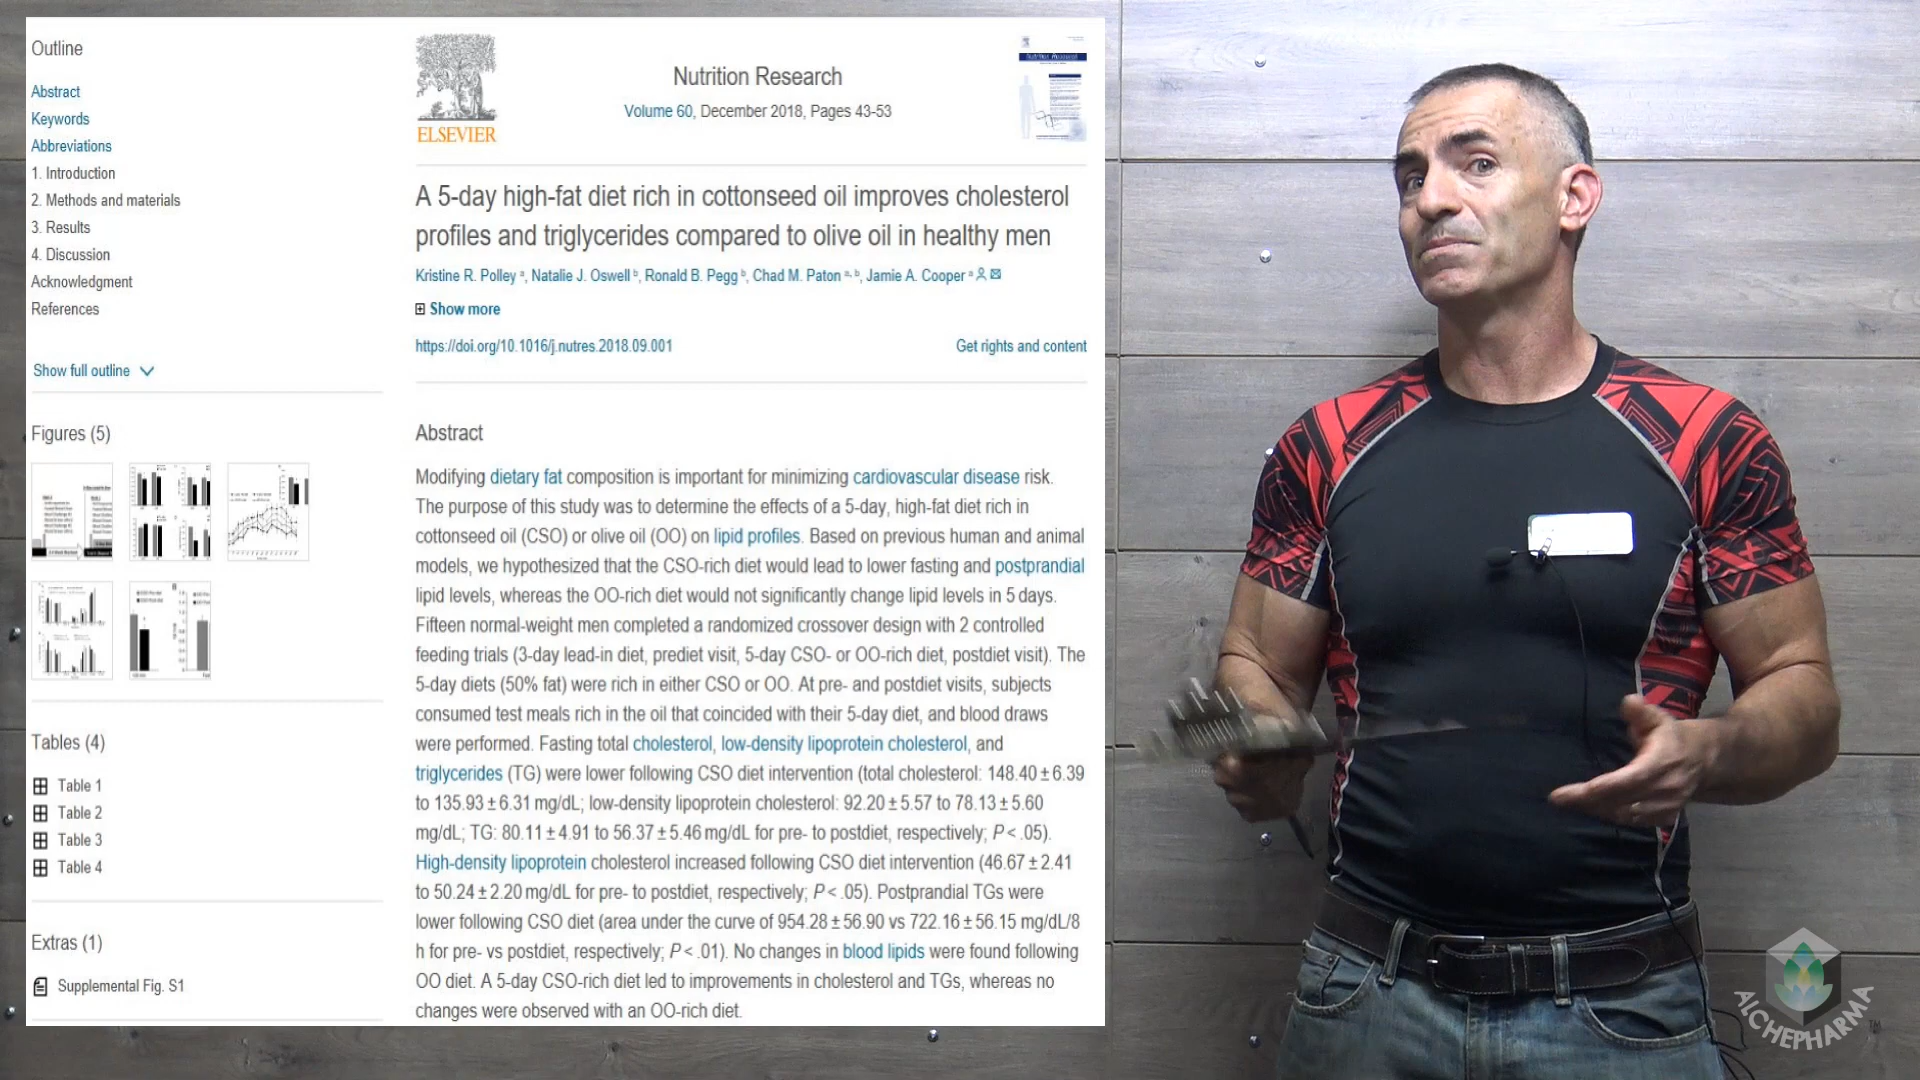 Outline
Abstract
Keywords
Abbreviations
1. Introduction
2. Methods and materials
3. Results
4. Discussion
Acknowledgment
References
Show full outline
Figures (5)
Tables (4)
Table 1
Table 2
Table 3
Table 4
Extras (1)
Supplemental Fig. S1
ELSEVIER
Nutrition Research
Volume 60, December 2018, Pages 43-53
Nutrition Research
A 5-day high-fat diet rich in cottonseed oil improves cholesterol
profiles and triglycerides compared to olive oil in healthy men
Kristine R. Polley ᵃ, Natalie J. Oswell ᵇ, Ronald B. Pegg ᵇ, Chad M. Paton ᵃ, ᵇ, Jamie A. Cooper ᵃ
Show more
https://doi.org/10.1016/j.nutres.2018.09.001
Get rights and content
Abstract
Modifying dietary fat composition is important for minimizing cardiovascular disease risk.
The purpose of this study was to determine the effects of a 5-day, high-fat diet rich in
cottonseed oil (CSO) or olive oil (OO) on lipid profiles. Based on previous human and animal
models, we hypothesized that the CSO-rich diet would lead to lower fasting and postprandial
lipid levels, whereas the OO-rich diet would not significantly change lipid levels in 5 days.
Fifteen normal-weight men completed a randomized crossover design with 2 controlled
feeding trials (3-day lead-in diet, prediet visit, 5-day CSO- or OO-rich diet, postdiet visit). The
5-day diets (50% fat) were rich in either CSO or OO. At pre- and postdiet visits, subjects
consumed test meals rich in the oil that coincided with their 5-day diet, and blood draws
were performed. Fasting total cholesterol, low-density lipoprotein cholesterol, and
triglycerides (TG) were lower following CSO diet intervention (total cholesterol: 148.40 ± 6.39
to 135.93 ± 6.31 mg/dL; low-density lipoprotein cholesterol: 92.20 ± 5.57 to 78.13 ± 5.60
mg/dL; TG: 80.11 ± 4.91 to 56.37 ± 5.46 mg/dL for pre- to postdiet, respectively; P < .05).
High-density lipoprotein cholesterol increased following CSO diet intervention (46.67 ± 2.41
to 50.24 ± 2.20 mg/dL for pre- to postdiet, respectively; P < .05). Postprandial TGs were
lower following CSO diet (area under the curve of 954.28 ± 56.90 vs 722.16 ± 56.15 mg/dL/8
h for pre- vs postdiet, respectively; P < .01). No changes in blood lipids were found following
OO diet. A 5-day CSO-rich diet led to improvements in cholesterol and TGs, whereas no
changes were observed with an OO-rich diet.
AlCHEPHARMA
TM